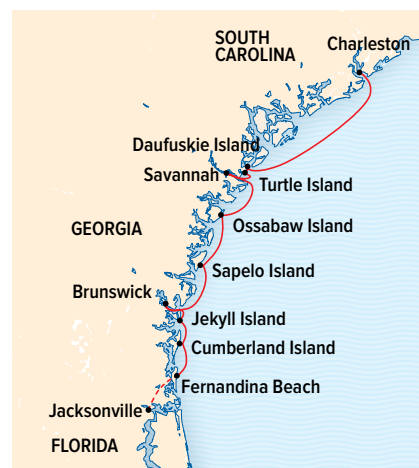 SOUTH
CAROLINA
Charleston
Daufuskie Island
Savannah
Turtle Island
Ossabaw Island
GEORGIA
Sapelo Island
Brunswick
Jekyll Island
Cumberland Island
Fernandina Beach
Jacksonville
FLORIDA